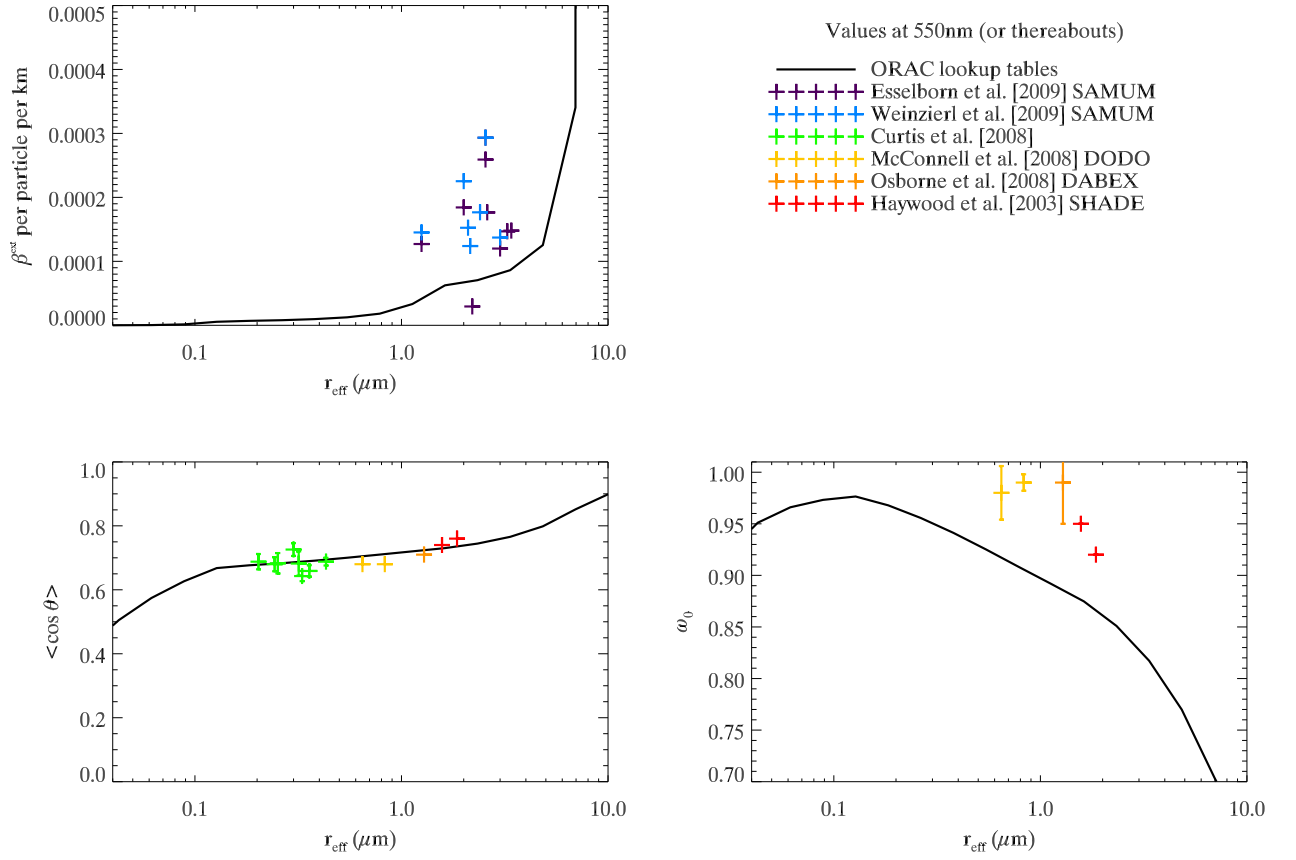 0.0005
0.0004
0.0003
0.0002
0.0001
0.0000
β^ext per particle per km
0.1
1.0
10.0
r_eff (μm)
Values at 550nm (or thereabouts)
ORAC lookup tables
Esselborn et al. [2009] SAMUM
Weinzierl et al. [2009] SAMUM
Curtis et al. [2008]
McConnell et al. [2008] DODO
Osborne et al. [2008] DABEX
Haywood et al. [2003] SHADE
1.0
0.8
0.6
0.4
0.2
0.0
<cos θ>
0.1
1.0
10.0
r_eff (μm)
1.00
0.95
0.90
0.85
0.80
0.75
0.70
ω_0
0.1
1.0
10.0
r_eff (μm)